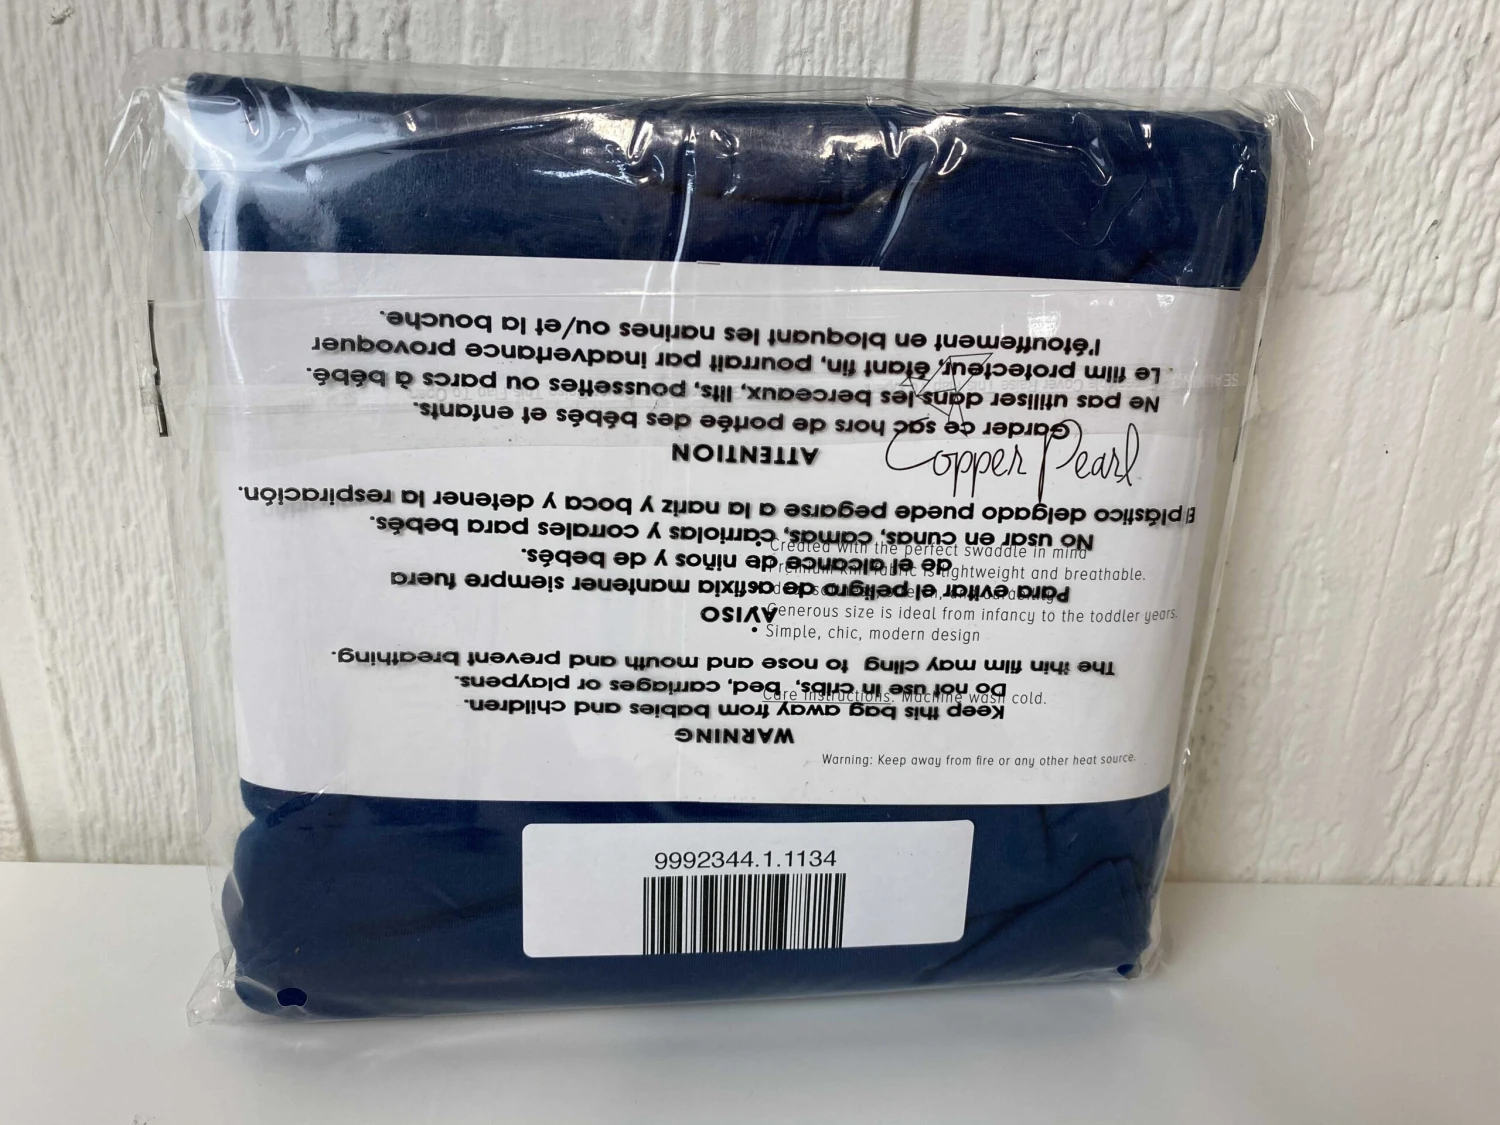 Copper Pearl
• Created with the perfect swaddle in mind
Premium knit fabric is lightweight and breathable.
• Generous size is ideal from infancy to the toddler years.
• Simple, chic, modern design
Care Instructions: Machine wash cold.
Warning: Keep away from fire or any other heat source.
9992344.1.1134
WARNING
Keep this bag away from babies and children.
Do not use in cribs, bed, carriages or playpens.
The thin film may cling to nose and mouth and prevent breathing.
AVISO
Para evitar el peligro de asfixia mantener siempre fuera
de el alcance de niños y de bebés.
No usar en cunas, camas, carriolas y corrales para bebés.
El plástico delgado puede pegarse a la nariz y boca y detener la respiración.
ATTENTION
Garder ce sac hors de portée des bébés et enfants.
Ne pas utiliser dans les berceaux, lits, poussettes ou parcs à bébé.
Le film protecteur, étant fin, pourrait par inadvertance provoquer
l'étouffement en bloquant les narines ou/et la bouche.